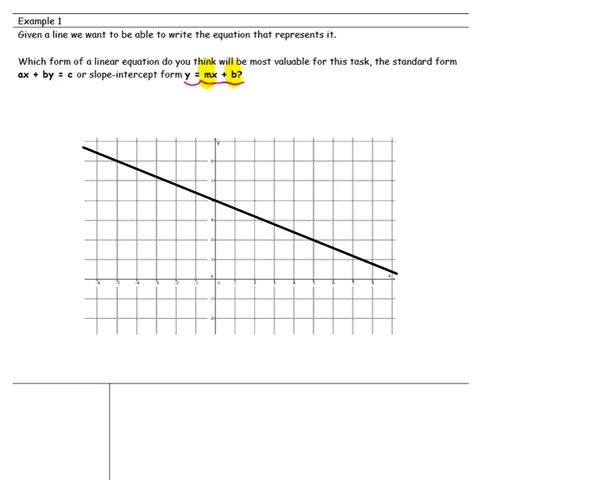 Example 1
Given a line we want to be able to write the equation that represents it.
Which form of a linear equation do you think will be most valuable for this task, the standard form
ax + by = c or slope-intercept form y = mx + b?
y